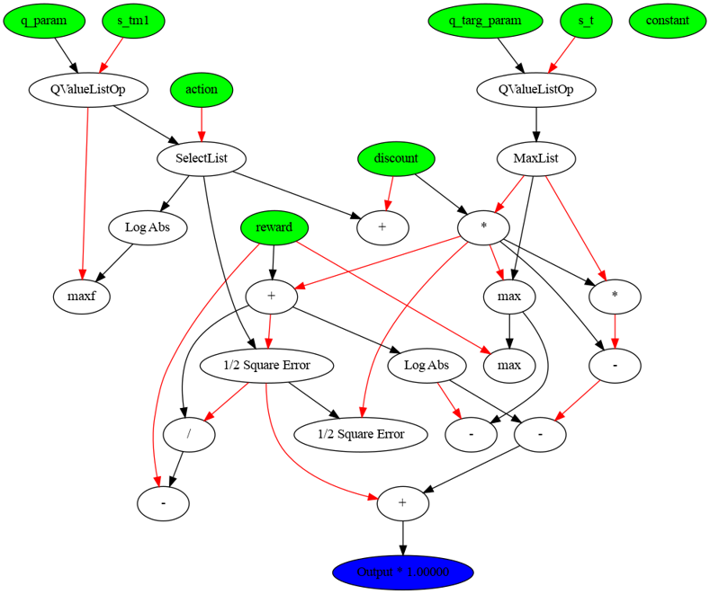 q_param s_tm1 q_targ_param s_t constant
QValueListOp action QValueListOp
SelectList discount MaxList
Log Abs reward + *
maxf + max *
1/2 Square Error Log Abs max -
/ 1/2 Square Error - -
- +
Output * 1.00000